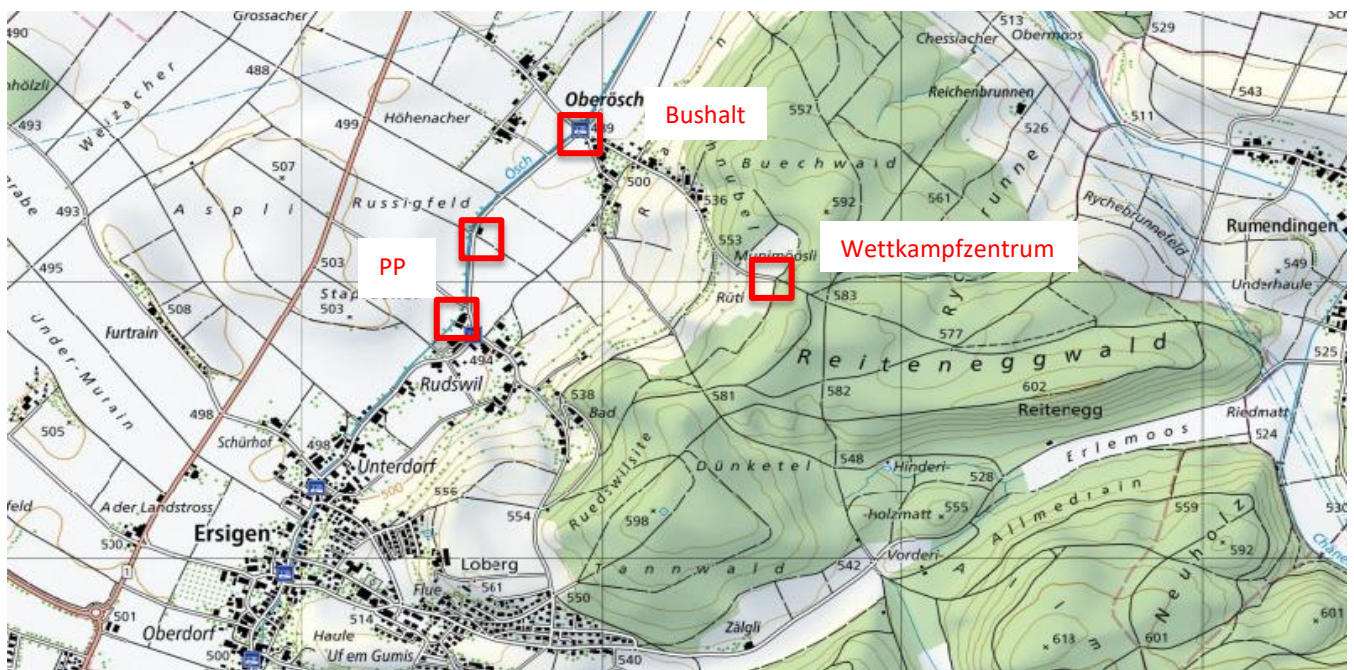 490
Grossacher
488
Weizacher
493
499
Höhenacher
Oberösch
489
Bushalt
Ösch
507
Aspli
Russigfeld
500
536
Buechwald
557
592
561
553
Munimöösli
Wettkampfzentrum
Chessiacher
513
Obermoos
529
543
Reichenbrunnen
526
511
Rychebrunnefeld
Rumendingen
549
Underhaule
493
495
503
PP
503
508
Furtrain
Under-Murain
Rüti
583
577
Reiteneggwald
602
582
Reitenegg
525
Riedmatt
524
494
Rudswil
538
Bad
581
498
505
Schürhof
498
Unterdorf
500
556
Ruedswilsite
Dünketel
548
Hinderi-
-holzmatt
528
555
Erlemoos
Allmedrain
559
Neuholz
592
530
A der Landstross
500
Ersigen
554
598
Tannwald
542
Vorderi-
Loberg
561
Flue
550
514
1
501
Oberdorf
500
Haule
Uf em Gumis
540
Zälgli
613
601
601